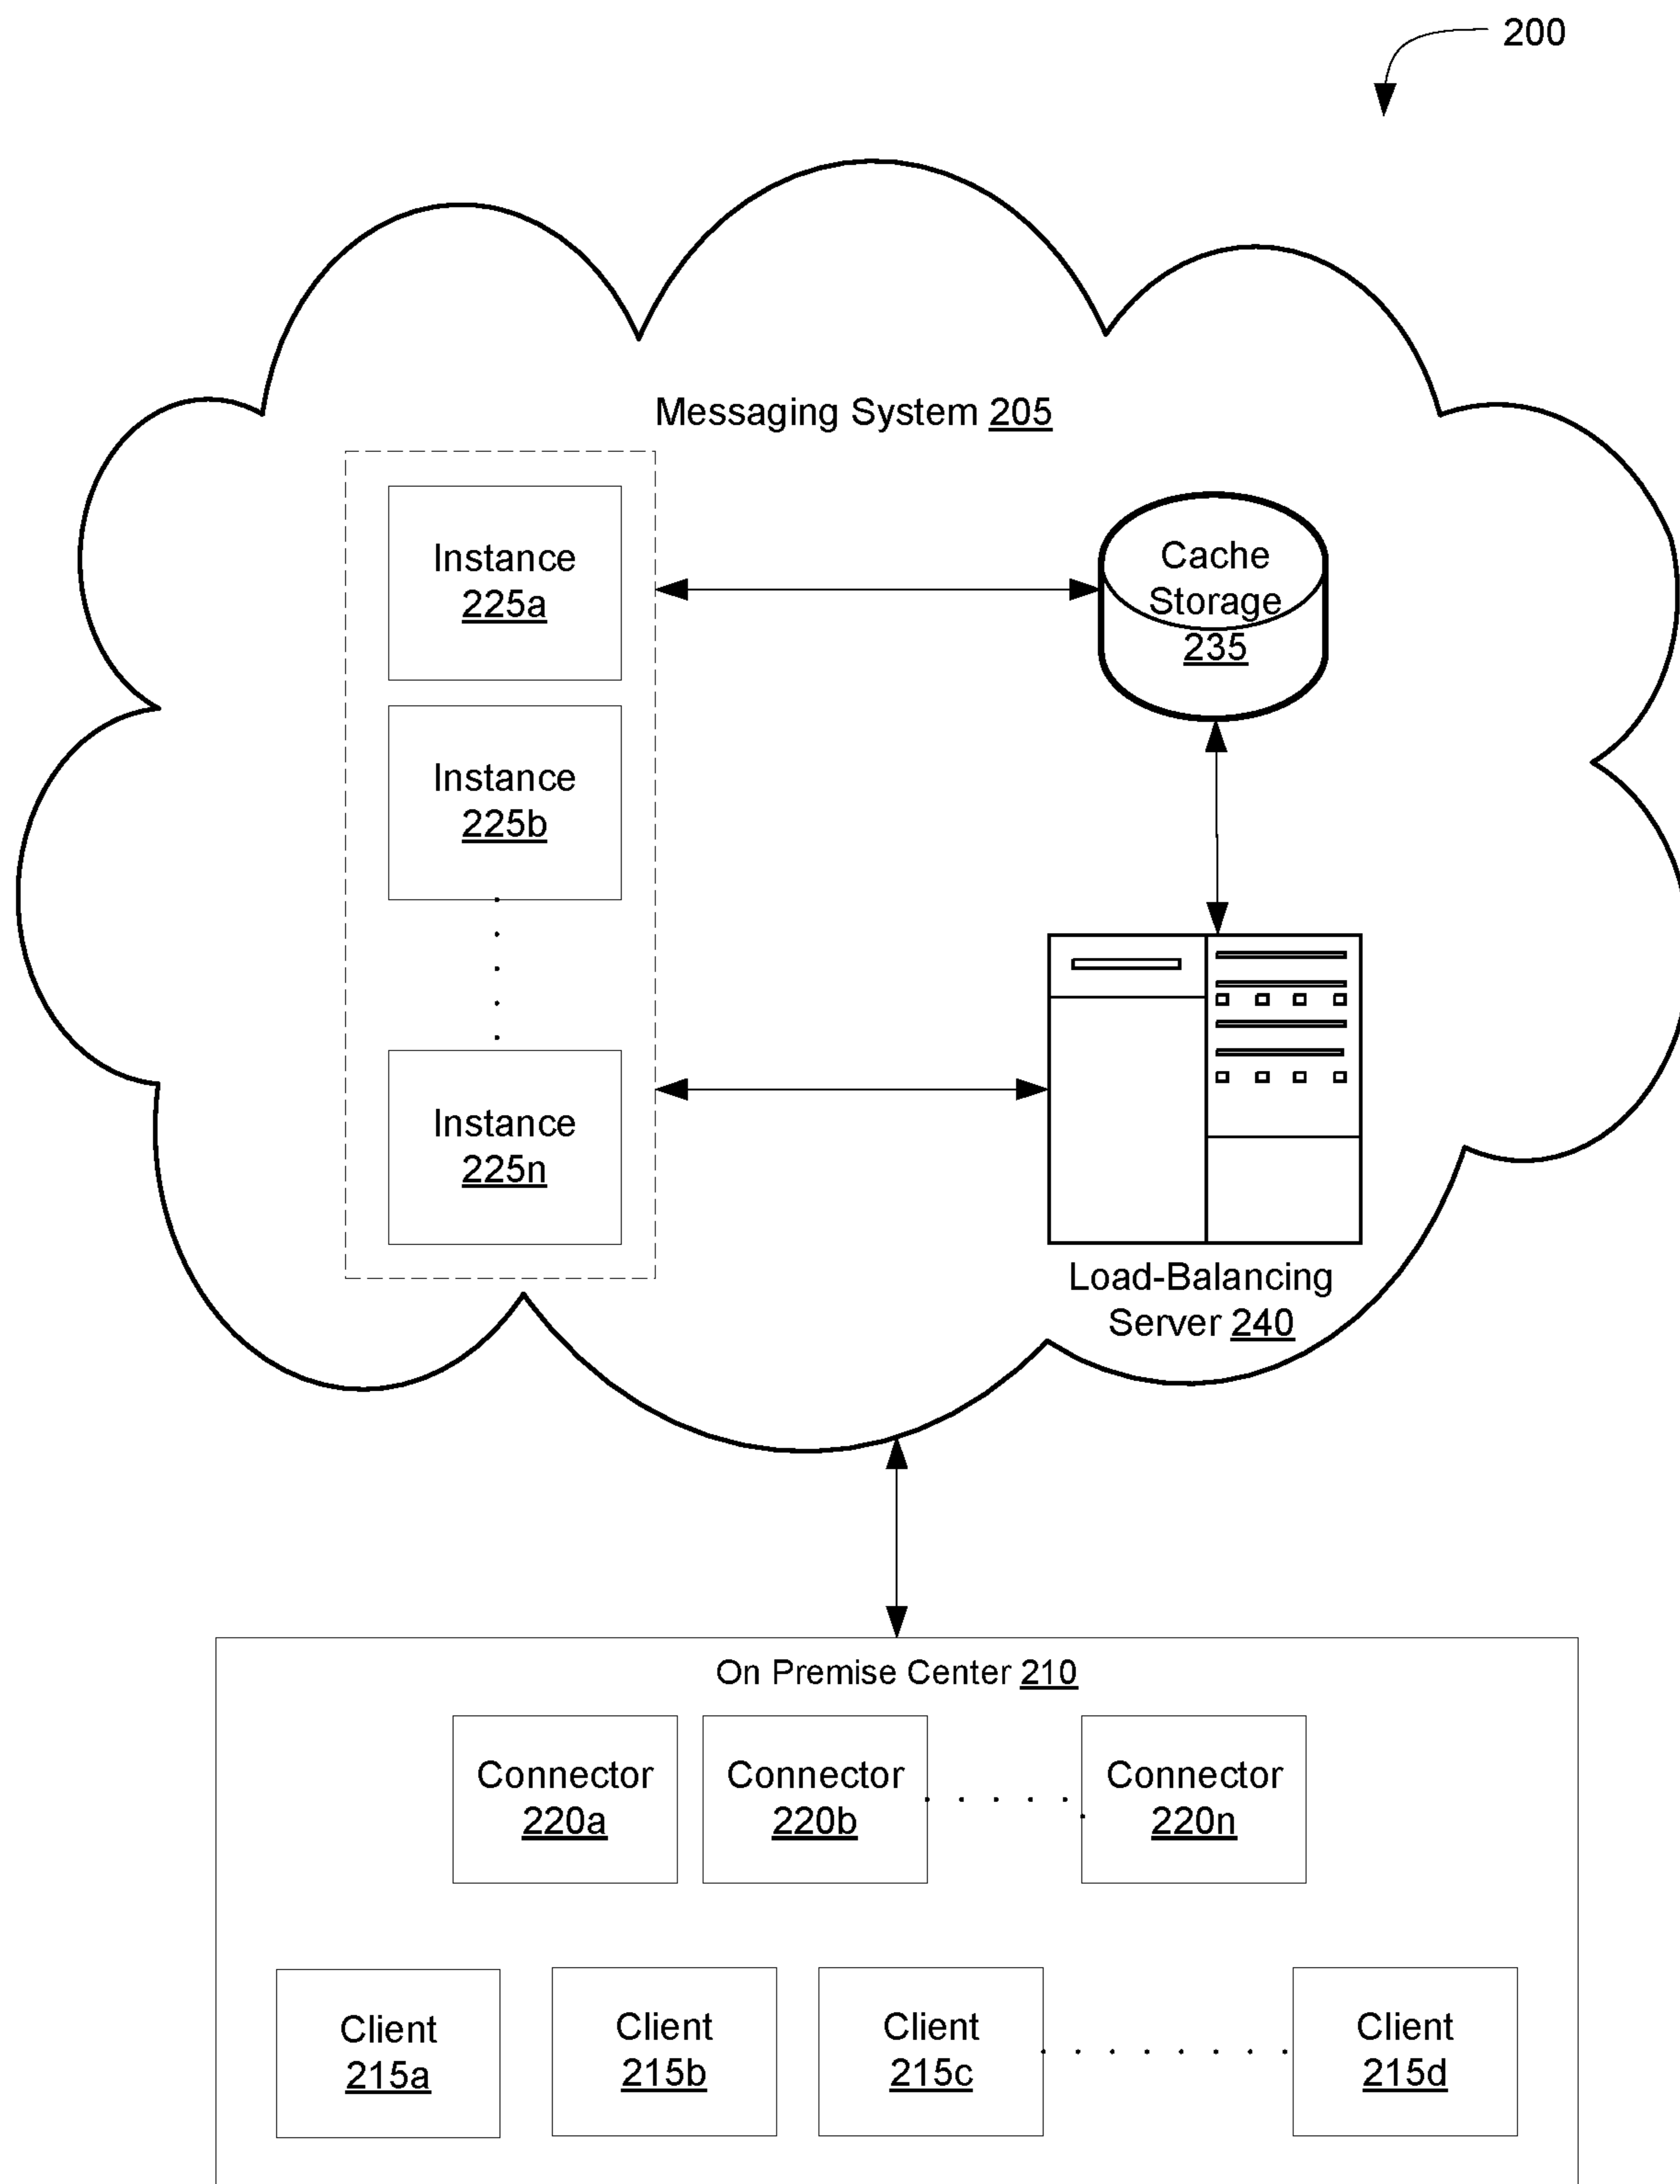 200
Messaging System 205
Instance
225a
Cache
Storage
235
Instance
225b
Instance
225n
Load-Balancing
Server 240
On Premise Center 210
Connector
220a
Connector
220b
Connector
220n
Client
215a
Client
215b
Client
215c
Client
215d